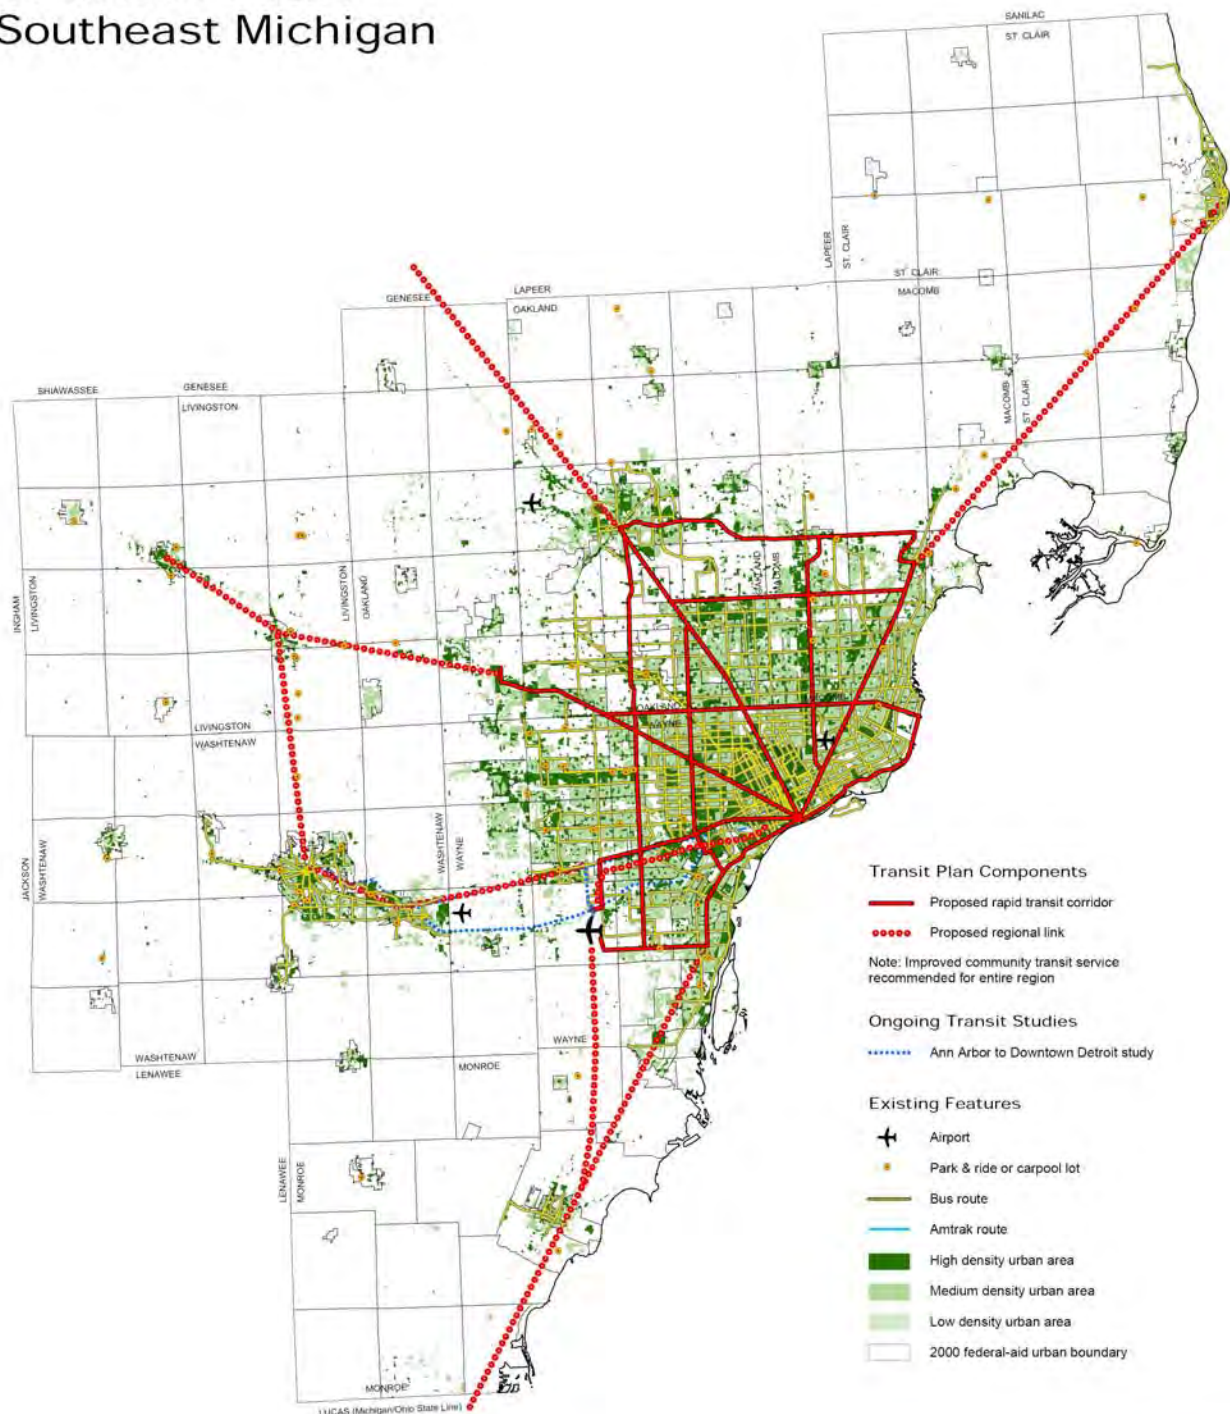 Southeast Michigan
SANILAC
ST. CLAIR
LAPEER
ST. CLAIR
ST. CLAIR
MACOMB
GENESEE
LAPEER
OAKLAND
SHIAWASSEE
GENESEE
LIVINGSTON
MACOMB
ST. CLAIR
INGHAM
LIVINGSTON
LIVINGSTON
OAKLAND
OAKLAND
MACOMB
OAKLAND
WAYNE
LIVINGSTON
WASHTENAW
JACKSON
WASHTENAW
WASHTENAW
WAYNE
WASHTENAW
LENAWEE
WAYNE
MONROE
LENAWEE
MONROE
MONROE
LUCAS (Michigan/Ohio State Line)
Transit Plan Components
Proposed rapid transit corridor
Proposed regional link
Note: Improved community transit service
recommended for entire region
Ongoing Transit Studies
Ann Arbor to Downtown Detroit study
Existing Features
Airport
Park & ride or carpool lot
Bus route
Amtrak route
High density urban area
Medium density urban area
Low density urban area
2000 federal-aid urban boundary